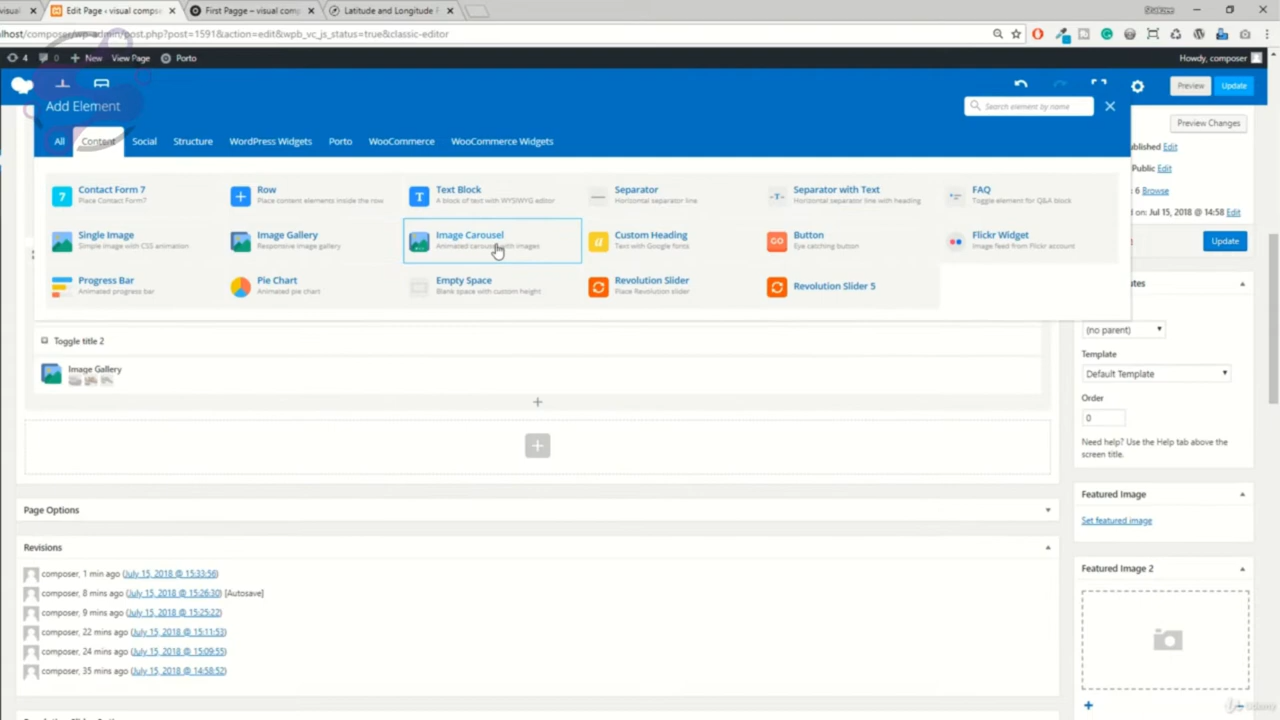 visual
Edit Page ‹ visual compos
First Pagge – visual comp
Latitude and Longitude F
lhost/composer/wp-admin/post.php?post=1591&action=edit&wpb_vc_js_status=true&classic-editor
4
0
New
View Page
Porto
Howdy, composer
Preview
Update
Add Element
Search element by name
All
Content
Social
Structure
WordPress Widgets
Porto
WooCommerce
WooCommerce Widgets
Preview Changes
ublished Edit
Public Edit
: 6 Browse
d on: Jul 15, 2018 @ 14:58 Edit
Update
Contact Form 7
Place Contact Form7
Row
Place content elements inside the row
Text Block
A block of text with WYSIWYG editor
Separator
Horizontal separator line
Separator with Text
Horizontal separator line with heading
FAQ
Toggle element for Q&A block
Single Image
Simple image with CSS animation
Image Gallery
Responsive image gallery
Image Carousel
Animated carousel with images
Custom Heading
Text with Google fonts
Button
Eye catching button
Flickr Widget
Image feed from Flickr account
Progress Bar
Animated progress bar
Pie Chart
Animated pie chart
Empty Space
Blank space with custom height
Revolution Slider
Place Revolution slider
Revolution Slider 5
utes
(no parent)
Template
Default Template
Order
0
Need help? Use the Help tab above the
screen title.
Toggle title 2
Image Gallery
Page Options
Revisions
composer, 1 min ago (July 15, 2018 @ 15:33:56)
composer, 8 mins ago (July 15, 2018 @ 15:26:30) [Autosave]
composer, 9 mins ago (July 15, 2018 @ 15:25:22)
composer, 22 mins ago (July 15, 2018 @ 15:11:53)
composer, 24 mins ago (July 15, 2018 @ 15:09:55)
composer, 35 mins ago (July 15, 2018 @ 14:58:52)
Featured Image
Set featured image
Featured Image 2
Udemy